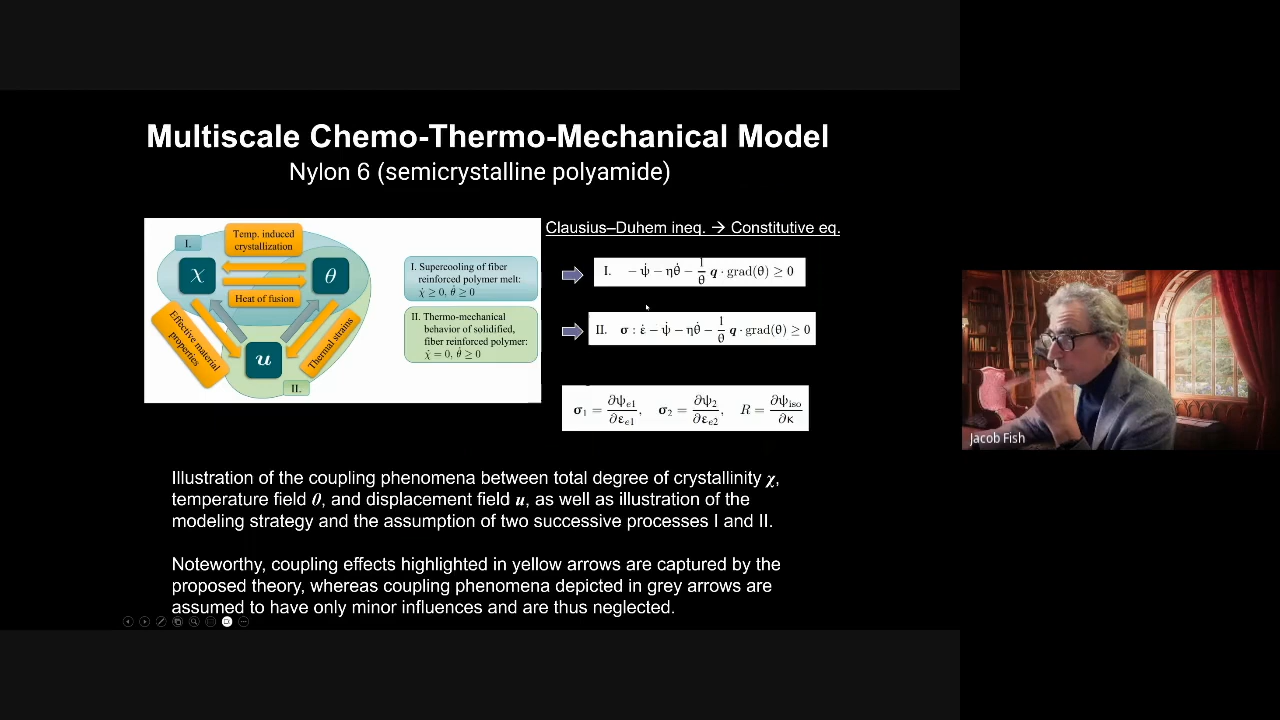 Multiscale Chemo-Thermo-Mechanical Model
Nylon 6 (semicrystalline polyamide)
I.
Temp. induced
crystallization
χ
θ
Heat of fusion
Effective material
properties
Thermal strains
u
II.
I. Supercooling of fiber
reinforced polymer melt:
χ̇ ≥ 0, θ̇ ≥ 0
II. Thermo-mechanical
behavior of solidified,
fiber reinforced polymer:
χ̇ = 0, θ̇ ≥ 0
Clausius–Duhem ineq. → Constitutive eq.
I. −ψ̇ − ηθ̇ − 1/θ q · grad(θ) ≥ 0
II. σ : ε̇ − ψ̇ − ηθ̇ − 1/θ q · grad(θ) ≥ 0
σ₁ = ∂ψₑ₁/∂εₑ₁, σ₂ = ∂ψ₂/∂εₑ₂, R = ∂ψiso/∂κ
Illustration of the coupling phenomena between total degree of crystallinity χ,
temperature field θ, and displacement field u, as well as illustration of the
modeling strategy and the assumption of two successive processes I and II.
Noteworthy, coupling effects highlighted in yellow arrows are captured by the
proposed theory, whereas coupling phenomena depicted in grey arrows are
assumed to have only minor influences and are thus neglected.
Jacob Fish